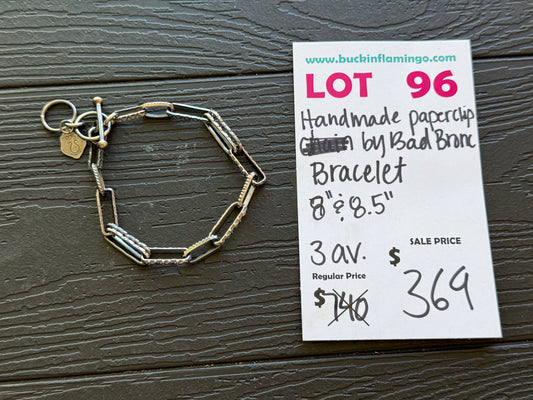 www.buckinflamingo.com
LOT 96
Handmade paperclip
chain by Bad Bronc
Bracelet
8" & 8.5"
3 av.
$
SALE PRICE
369
Regular Price
$740